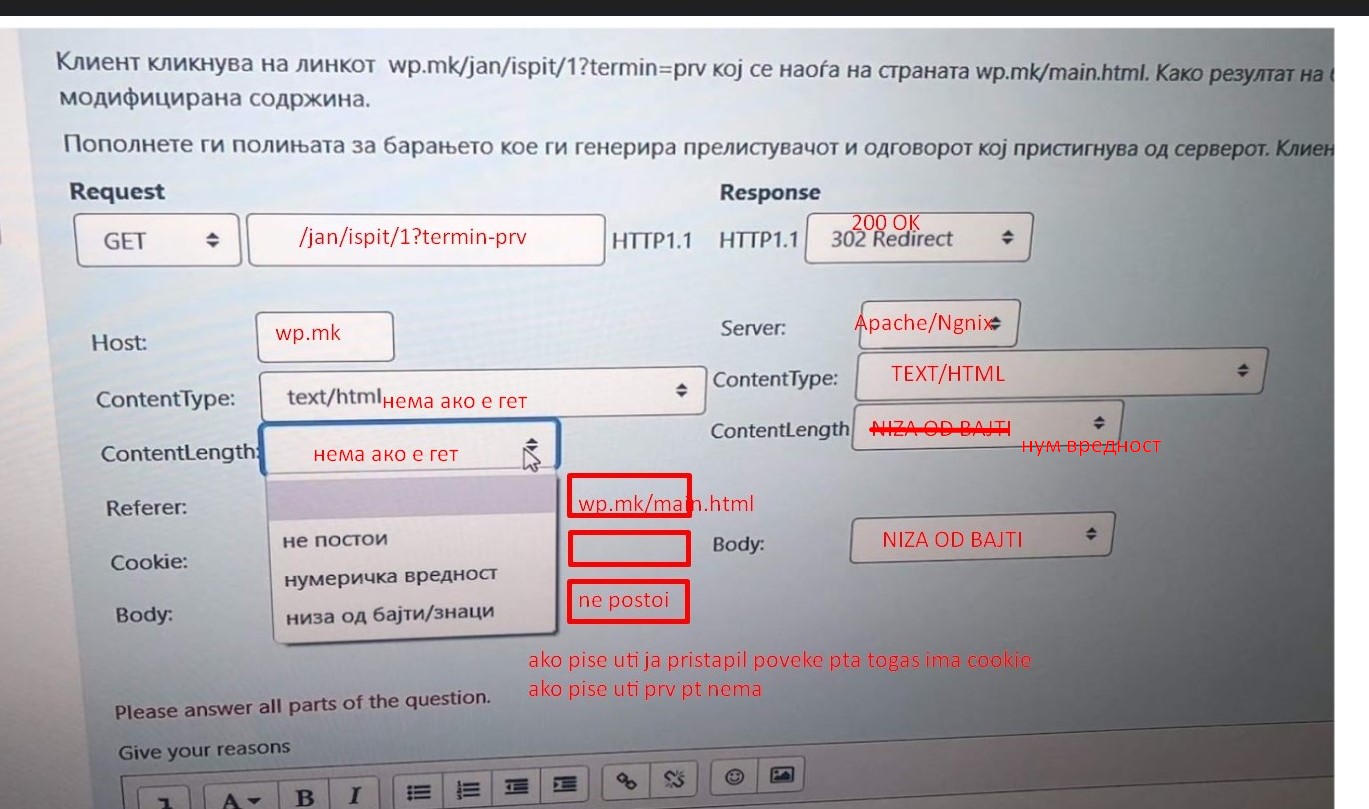 Клиент кликнува на линкот wp.mk/jan/ispit/1?termin=prv кој се наоѓа на страната wp.mk/main.html. Како резултат на
модифицирана содржина.
Пополнете ги полињата за барањето кое ги генерира прелистувачот и одговорот кој пристигнува од серверот. Клиен
Request Response
200 OK
GET /jan/ispit/1?termin-prv HTTP1.1 HTTP1.1 302 Redirect
Host: wp.mk Server: Apache/Ngnix
ContentType: text/html нема ако е гет ContentType: TEXT/HTML
ContentLength: нема ако е гет ContentLength NIZA OD BAJTI нум вредност
Referer: wp.mk/main.html
не постои
Cookie: Body: NIZA OD BAJTI
нумеричка вредност
Body: ne postoi
низа од бајти/знаци
ako pise uti ja pristapil poveke pta togas ima cookie
ako pise uti prv pt nema
Please answer all parts of the question.
Give your reasons
A B I